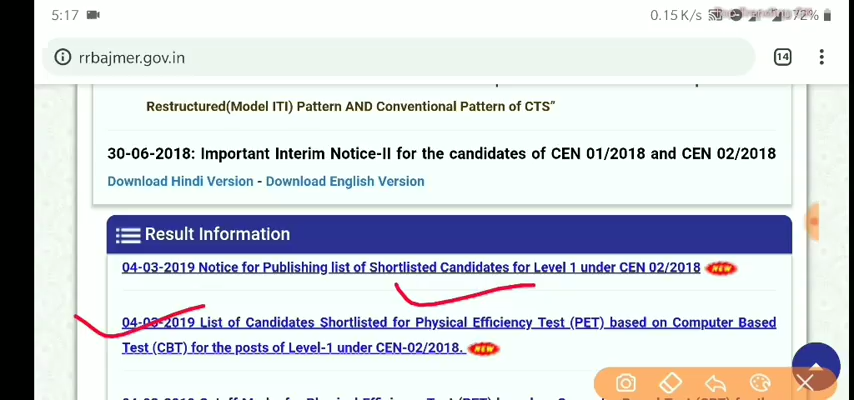 5:17
0.15 K/s
72%
rrbajmer.gov.in
14
Restructured(Model ITI) Pattern AND Conventional Pattern of CTS”
30-06-2018: Important Interim Notice-II for the candidates of CEN 01/2018 and CEN 02/2018
Download Hindi Version - Download English Version
Result Information
04-03-2019 Notice for Publishing list of Shortlisted Candidates for Level 1 under CEN 02/2018 NEW
04-03-2019 List of Candidates Shortlisted for Physical Efficiency Test (PET) based on Computer Based
Test (CBT) for the posts of Level-1 under CEN-02/2018. NEW